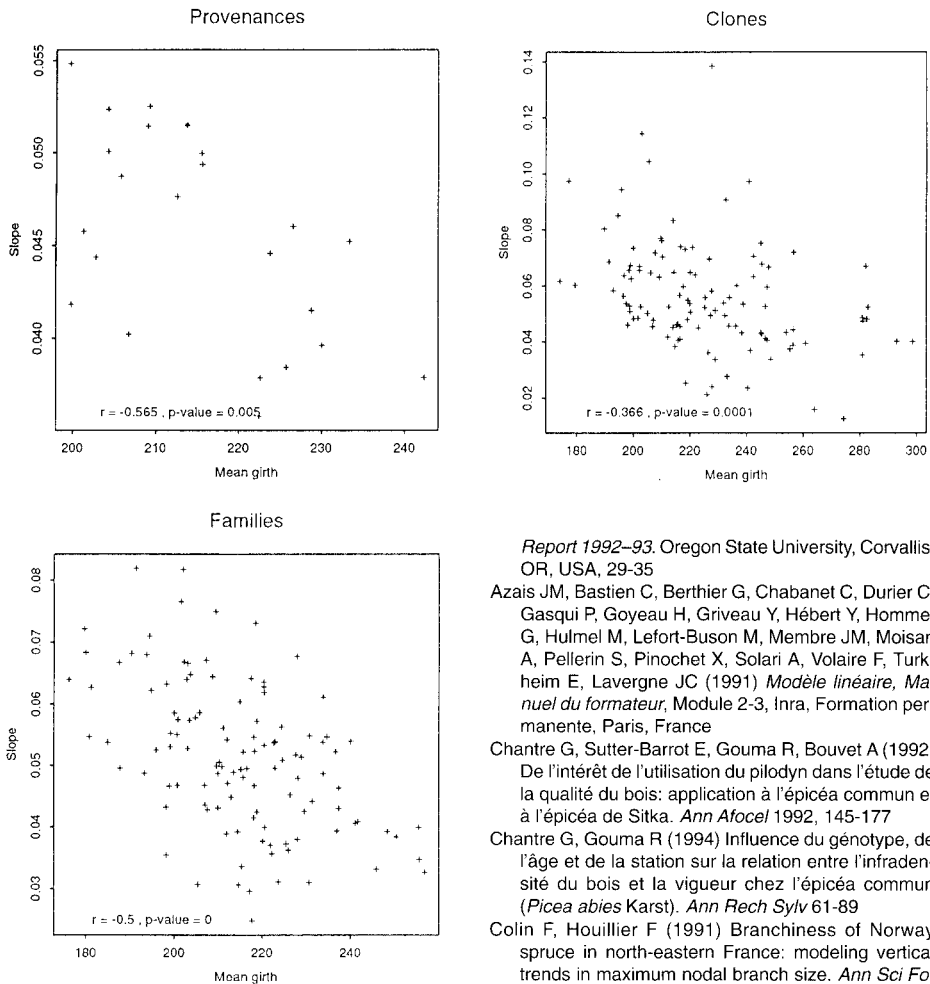 Provenances
0.055
0.050
0.045
0.040
Slope
r = -0.565 , p-value = 0.005
200 210 220 230 240
Mean girth
Clones
0.14
0.12
0.10
0.08
0.06
0.04
0.02
Slope
r = -0.366 , p-value = 0.0001
180 200 220 240 260 280 300
Mean girth
Families
0.08
0.07
0.06
0.05
0.04
0.03
Slope
r = -0.5 , p-value = 0
180 200 220 240
Mean girth
Report 1992–93. Oregon State University, Corvallis
OR, USA, 29-35
Azais JM, Bastien C, Berthier G, Chabanet C, Durier C
Gasqui P, Goyeau H, Griveau Y, Hébert Y, Homme
G, Hulmel M, Lefort-Buson M, Membre JM, Moisar
A, Pellerin S, Pinochet X, Solari A, Volaire F, Turk
heim E, Lavergne JC (1991) Modèle linéaire, Ma
nuel du formateur, Module 2-3, Inra, Formation per
manente, Paris, France
Chantre G, Sutter-Barrot E, Gouma R, Bouvet A (1992
De l'intérêt de l'utilisation du pilodyn dans l'étude de
la qualité du bois: application à l'épicéa commun e
à l'épicéa de Sitka. Ann Afocel 1992, 145-177
Chantre G, Gouma R (1994) Influence du génotype, de
l'âge et de la station sur la relation entre l'infraden
sité du bois et la vigueur chez l'épicéa commur
(Picea abies Karst). Ann Rech Sylv 61-89
Colin F, Houillier F (1991) Branchiness of Norway
spruce in north-eastern France: modeling vertica
trends in maximum nodal branch size. Ann Sci Fo